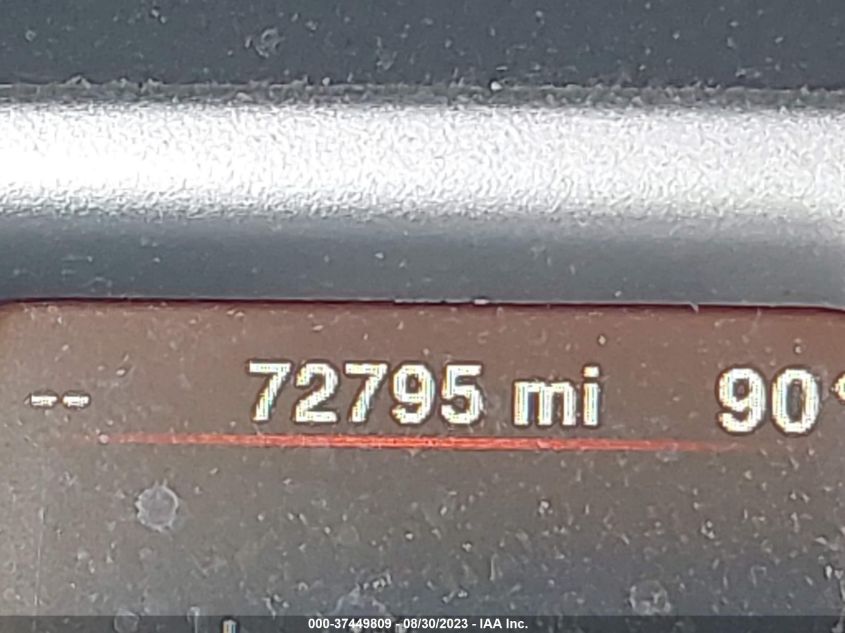 -- 72795 mi 90°
000-37449809 - 08/30/2023 - IAA Inc.